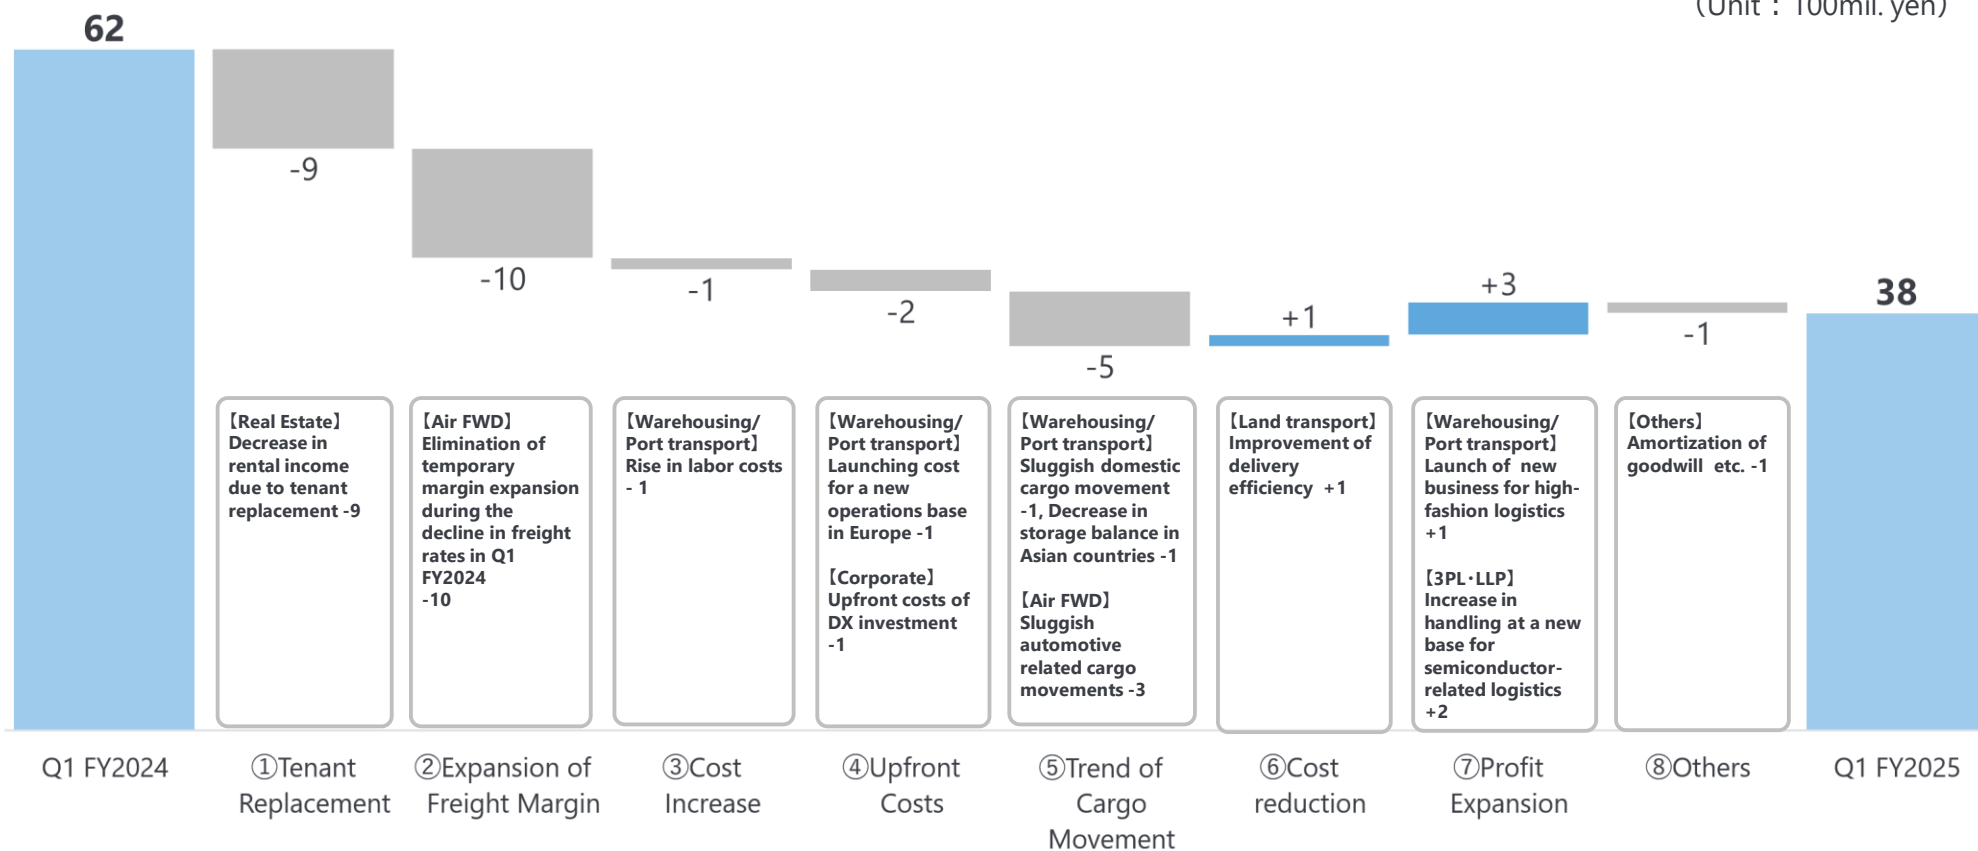 （Unit：100mil. yen）
62
-9
-10
-1
-2
-5
+1
+3
-1
38
【Real Estate】
Decrease in
rental income
due to tenant
replacement -9
【Air FWD】
Elimination of
temporary
margin expansion
during the
decline in freight
rates in Q1
FY2024
-10
【Warehousing/
Port transport】
Rise in labor costs
- 1
【Warehousing/
Port transport】
Launching cost
for a new
operations base
in Europe -1
【Corporate】
Upfront costs of
DX investment
-1
【Warehousing/
Port transport】
Sluggish domestic
cargo movement
-1, Decrease in
storage balance in
Asian countries -1
【Air FWD】
Sluggish
automotive
related cargo
movements -3
【Land transport】
Improvement of
delivery
efficiency +1
【Warehousing/
Port transport】
Launch of new
business for high-
fashion logistics
+1
【3PL･LLP】
Increase in
handling at a new
base for
semiconductor-
related logistics
+2
【Others】
Amortization of
goodwill etc. -1
Q1 FY2024
①Tenant
Replacement
②Expansion of
Freight Margin
③Cost
Increase
④Upfront
Costs
⑤Trend of
Cargo
Movement
⑥Cost
reduction
⑦Profit
Expansion
⑧Others
Q1 FY2025